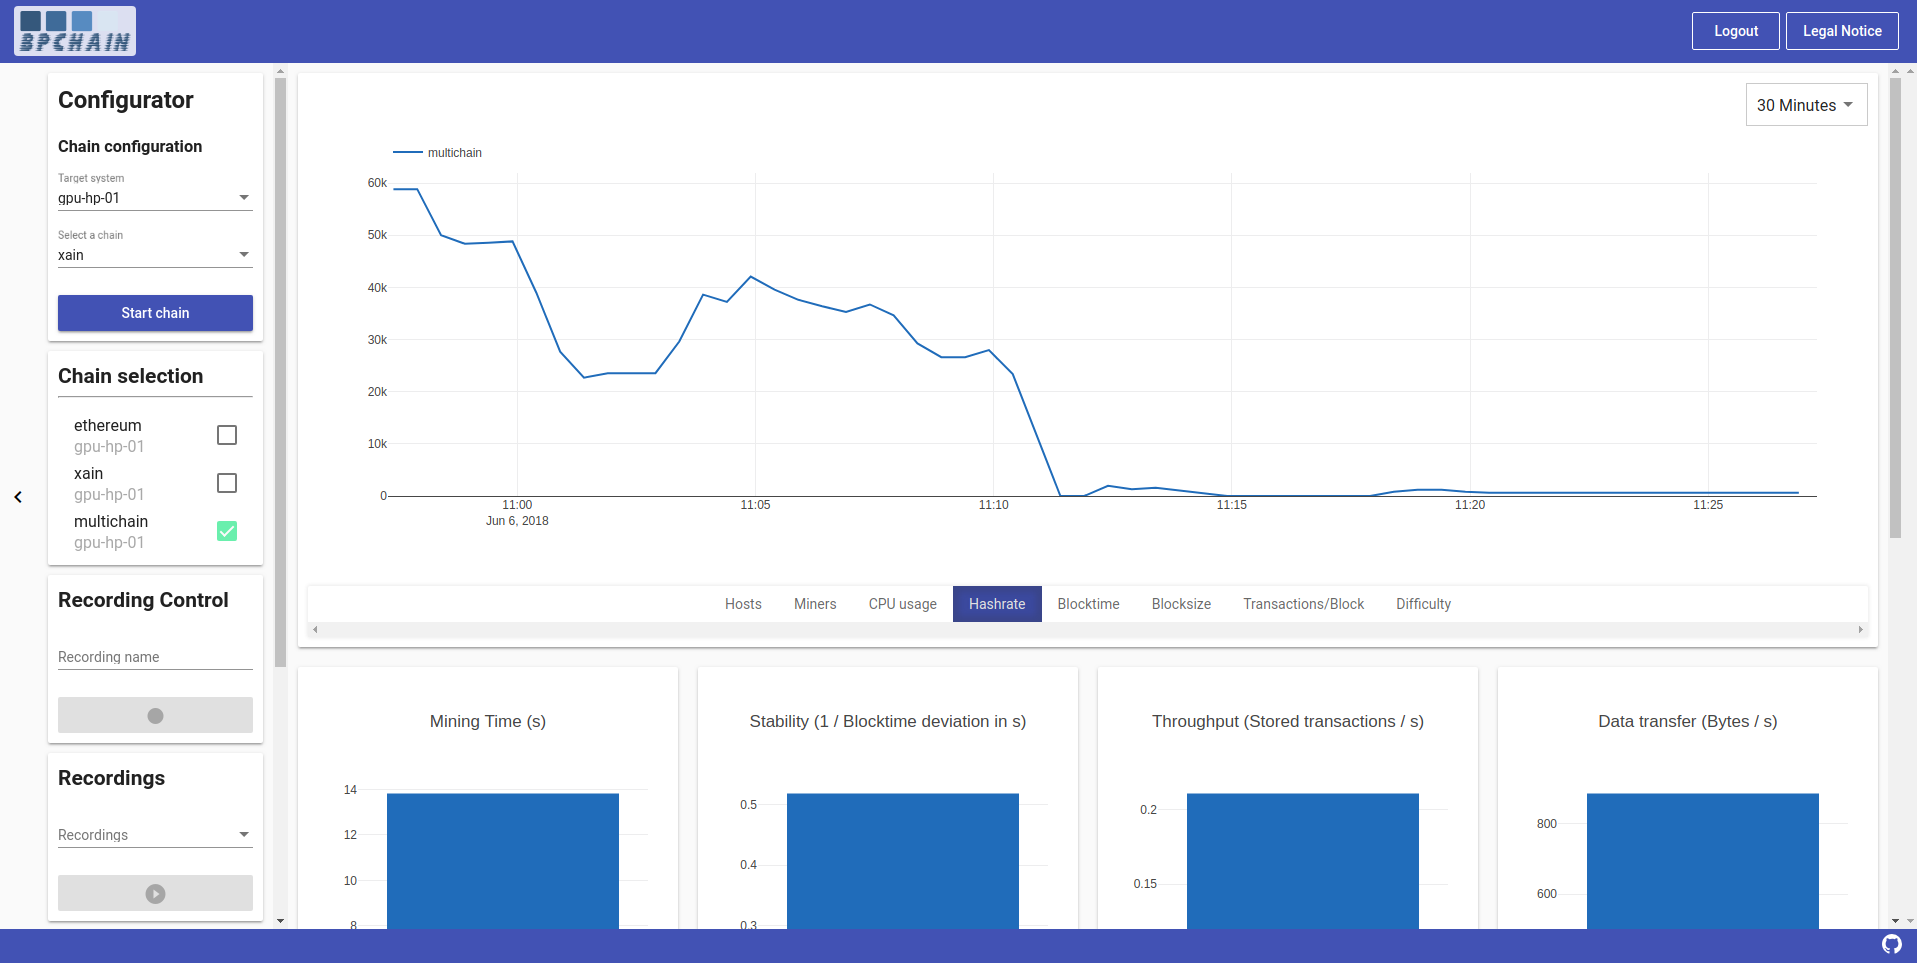 BPCHAIN
Logout
Legal Notice
Configurator
Chain configuration
Target system
gpu-hp-01
Select a chain
xain
Start chain
Chain selection
ethereum
gpu-hp-01
xain
gpu-hp-01
multichain
gpu-hp-01
Recording Control
Recording name
Recordings
Recordings
30 Minutes
multichain
60k
50k
40k
30k
20k
10k
0
11:00 11:05 11:10 11:15 11:20 11:25
Jun 6, 2018
Hosts Miners CPU usage Hashrate Blocktime Blocksize Transactions/Block Difficulty
Mining Time (s)
14
12
10
8
Stability (1 / Blocktime deviation in s)
0.5
0.4
0.3
Throughput (Stored transactions / s)
0.2
0.15
Data transfer (Bytes / s)
800
600